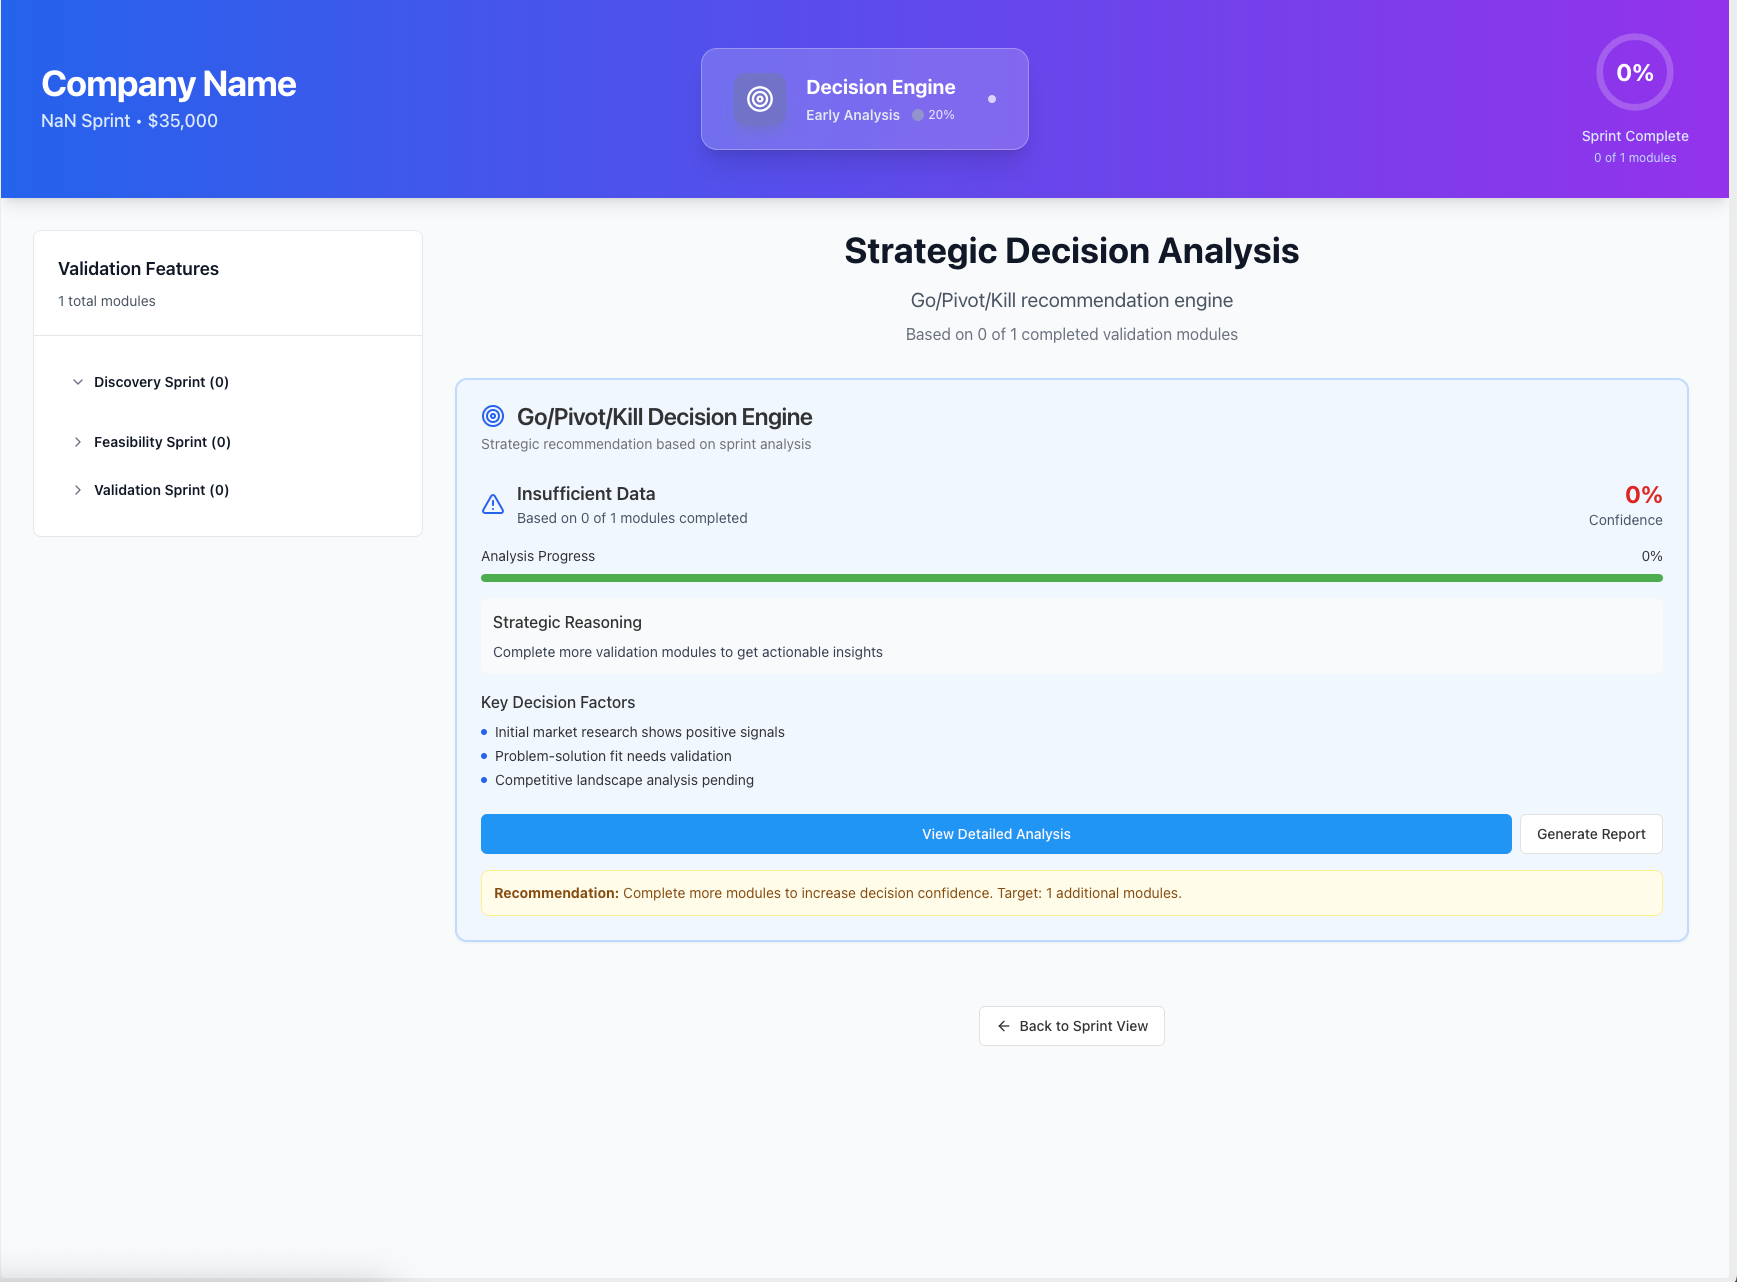 Company Name
NaN Sprint • $35,000
Decision Engine
Early Analysis 20%
0%
Sprint Complete
0 of 1 modules
Validation Features
1 total modules
Discovery Sprint (0)
Feasibility Sprint (0)
Validation Sprint (0)
Strategic Decision Analysis
Go/Pivot/Kill recommendation engine
Based on 0 of 1 completed validation modules
Go/Pivot/Kill Decision Engine
Strategic recommendation based on sprint analysis
Insufficient Data
Based on 0 of 1 modules completed
0%
Confidence
Analysis Progress 0%
Strategic Reasoning
Complete more validation modules to get actionable insights
Key Decision Factors
• Initial market research shows positive signals
• Problem-solution fit needs validation
• Competitive landscape analysis pending
View Detailed Analysis
Generate Report
Recommendation: Complete more modules to increase decision confidence. Target: 1 additional modules.
Back to Sprint View